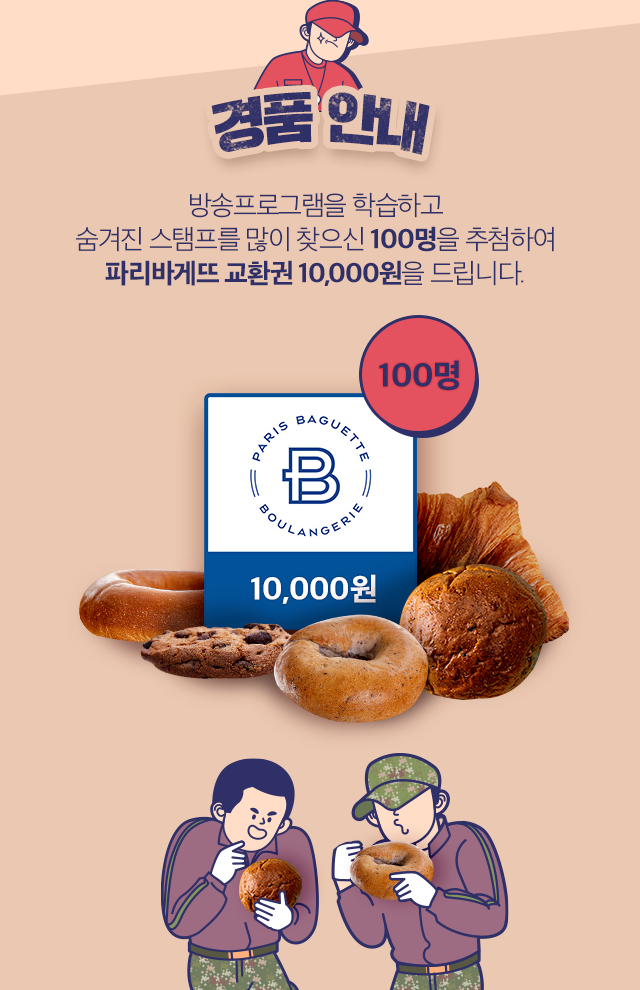 경품 안내
방송프로그램을 학습하고
숨겨진 스탬프를 많이 찾으신 100명을 추첨하여
파리바게뜨 교환권 10,000원을 드립니다.
100명
PARIS BAGUETTE
B
BOULANGERIE
10,000원